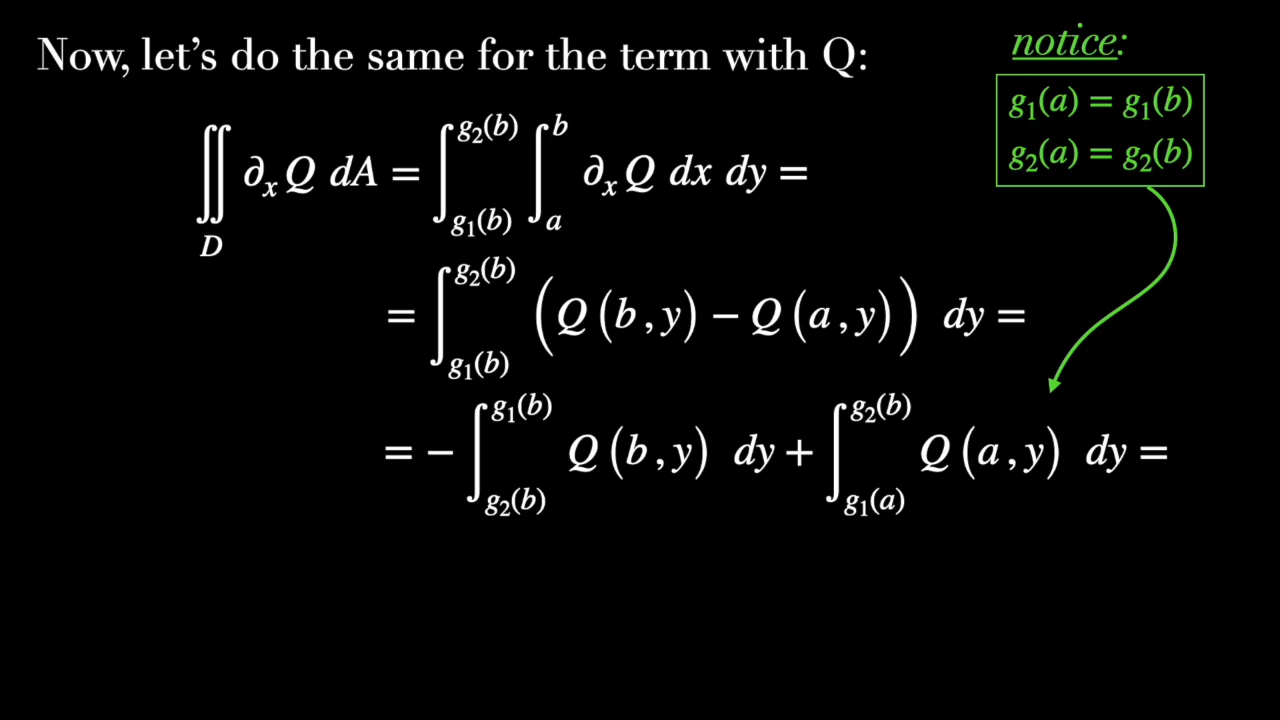 Now, let's do the same for the term with Q:
notice:
g₁(a) = g₁(b)
g₂(a) = g₂(b)
∬_D ∂ₓQ dA = ∫_{g₁(b)}^{g₂(b)} ∫_a^b ∂ₓQ dx dy =
= ∫_{g₁(b)}^{g₂(b)} (Q(b,y) − Q(a,y)) dy =
= − ∫_{g₂(b)}^{g₁(b)} Q(b,y) dy + ∫_{g₁(a)}^{g₂(b)} Q(a,y) dy =